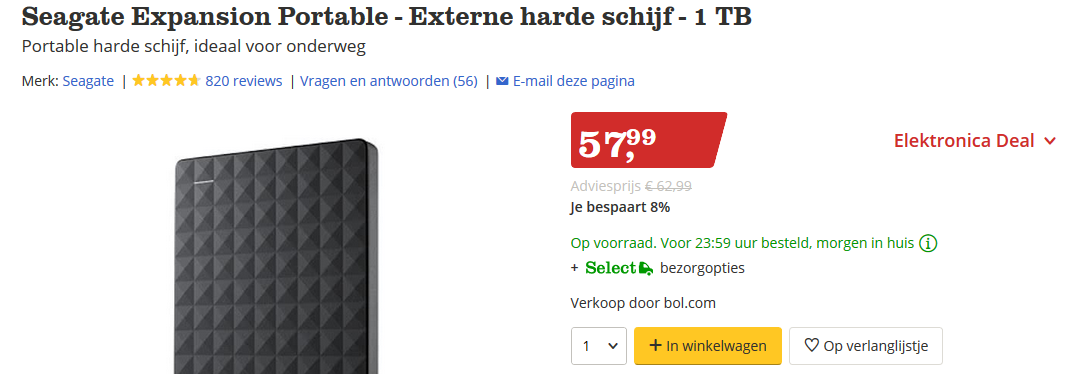 Seagate Expansion Portable - Externe harde schijf - 1 TB
Portable harde schijf, ideaal voor onderweg
Merk: Seagate | 820 reviews | Vragen en antwoorden (56) | E-mail deze pagina
57,99
Elektronica Deal
Adviesprijs € 62,99
Je bespaart 8%
Op voorraad. Voor 23:59 uur besteld, morgen in huis
+ Select bezorgopties
Verkoop door bol.com
1
+ In winkelwagen
Op verlanglijstje